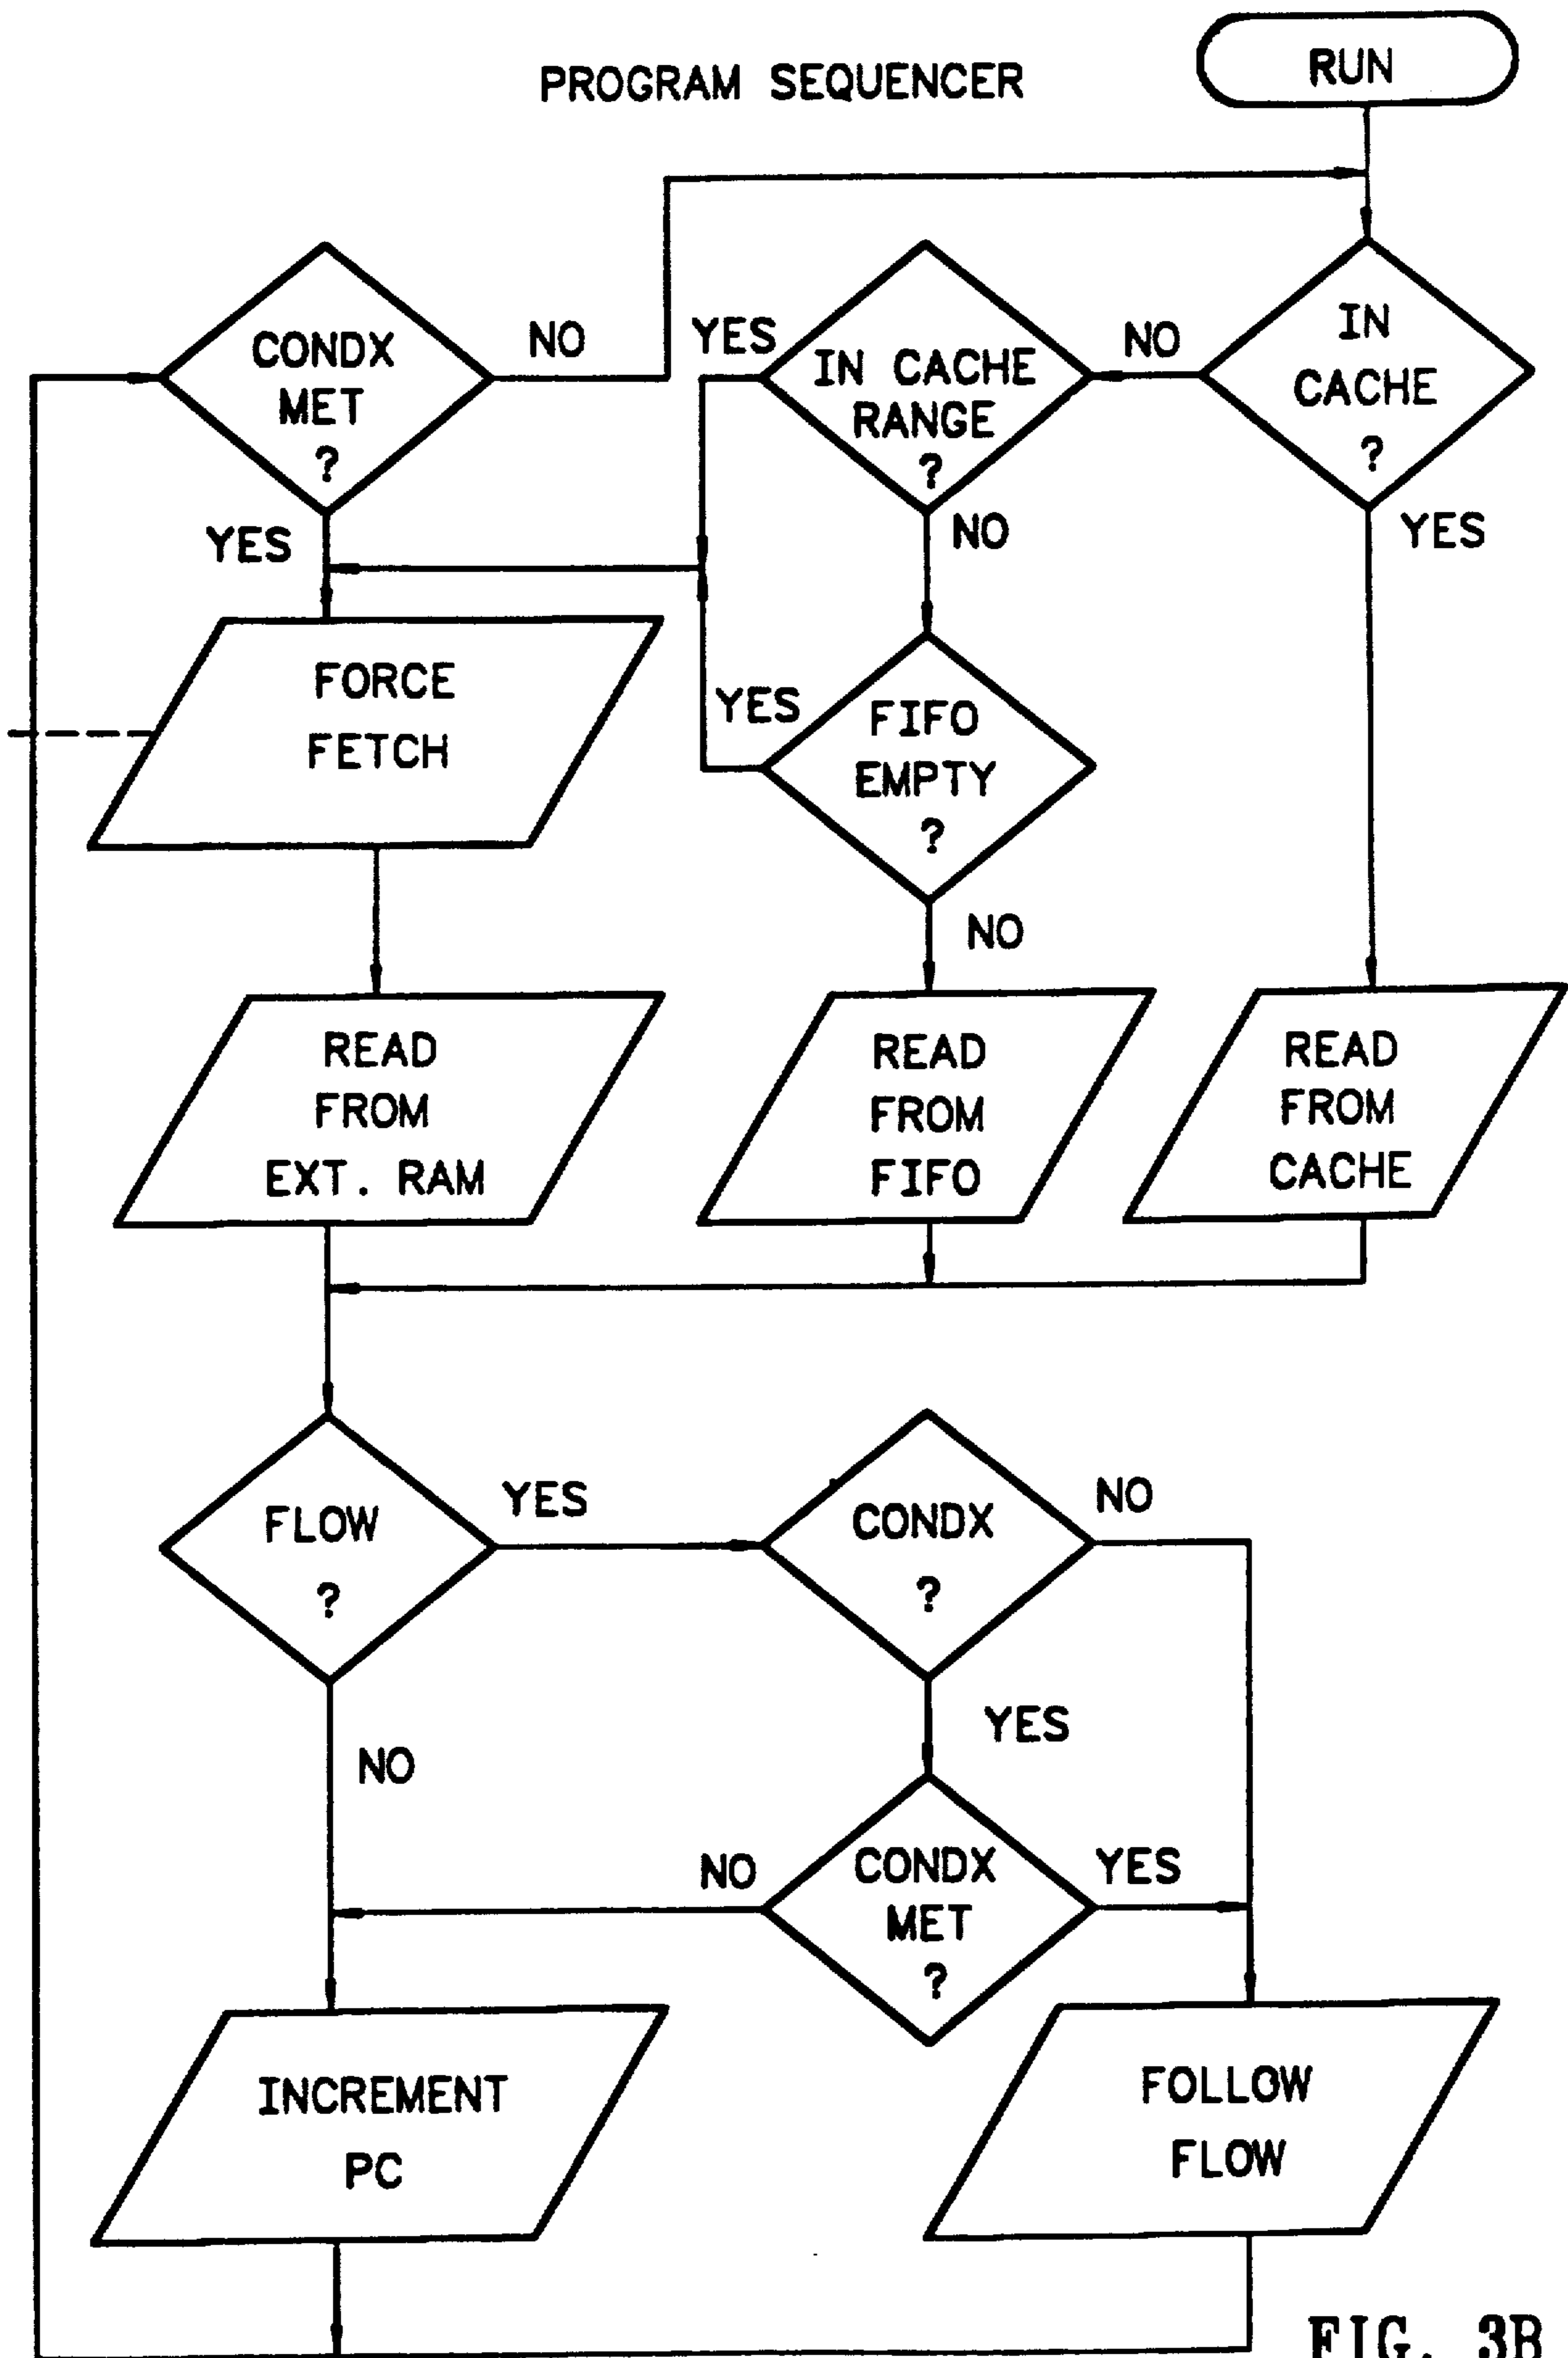 PROGRAM SEQUENCER
RUN
CONDX
MET
?
NO
YES
IN CACHE
RANGE
?
YES
NO
IN
CACHE
?
NO
YES
FORCE
FETCH
FIFO
EMPTY
?
YES
NO
READ
FROM
EXT. RAM
READ
FROM
FIFO
READ
FROM
CACHE
FLOW
?
YES
NO
CONDX
?
NO
YES
CONDX
MET
?
NO
YES
INCREMENT
PC
FOLLOW
FLOW
FIG. 3B